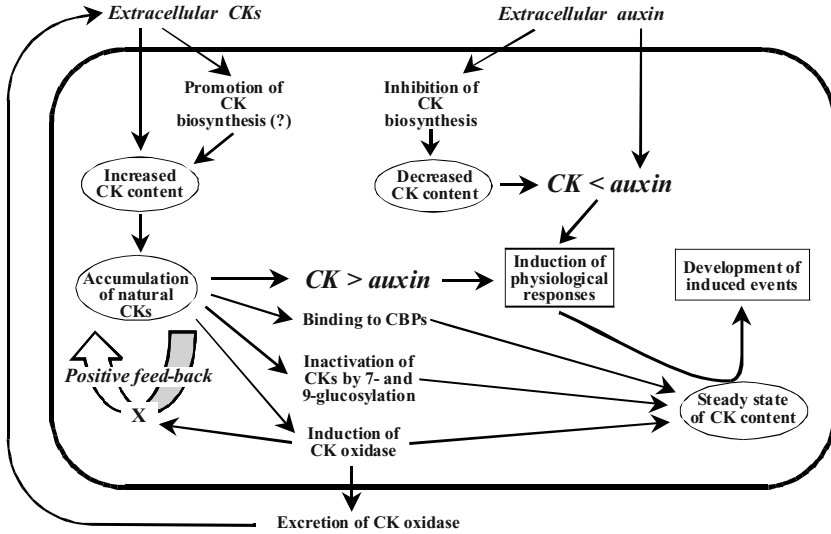 Extracellular CKs
Extracellular auxin
Promotion of
CK
biosynthesis (?)
Inhibition of
CK
biosynthesis
Increased
CK content
Decreased
CK content
CK < auxin
Accumulation
of natural
CKs
CK > auxin
Induction of
physiological
responses
Development of
induced events
Binding to CBPs
Positive feed-back
Inactivation of
CKs by 7- and
9-glucosylation
X
Steady state
of CK content
Induction of
CK oxidase
Excretion of CK oxidase